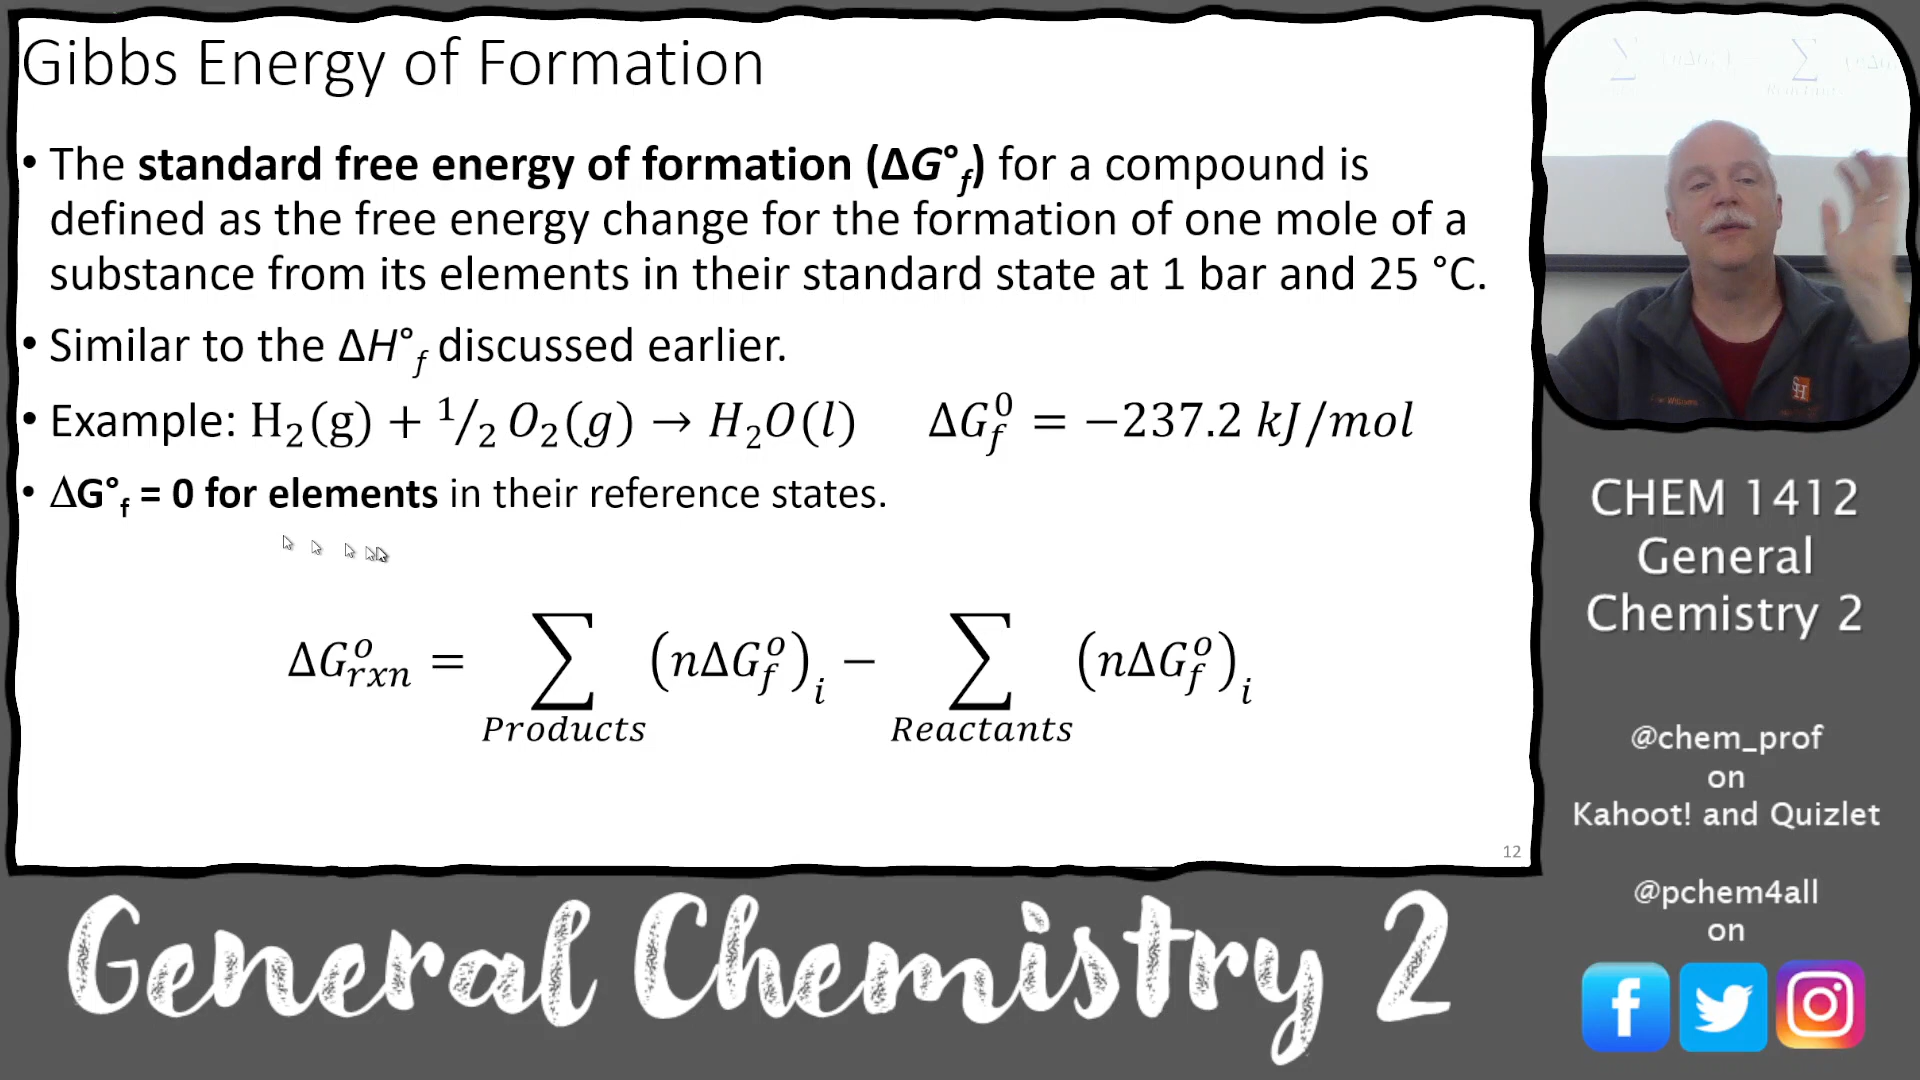 Gibbs Energy of Formation
• The standard free energy of formation (ΔG°f) for a compound is
defined as the free energy change for the formation of one mole of a
substance from its elements in their standard state at 1 bar and 25 °C.
• Similar to the ΔH°f discussed earlier.
• Example: H₂(g) + ¹/₂ O₂(g) → H₂O(l) ΔG⁰f = −237.2 kJ/mol
• ΔG°f = 0 for elements in their reference states.
ΔG°rxn = ∑ (nΔG°f)i − ∑ (nΔG°f)i
Products Reactants
12
CHEM 1412
General
Chemistry 2
@chem_prof
on
Kahoot! and Quizlet
@pchem4all
on
General Chemistry 2